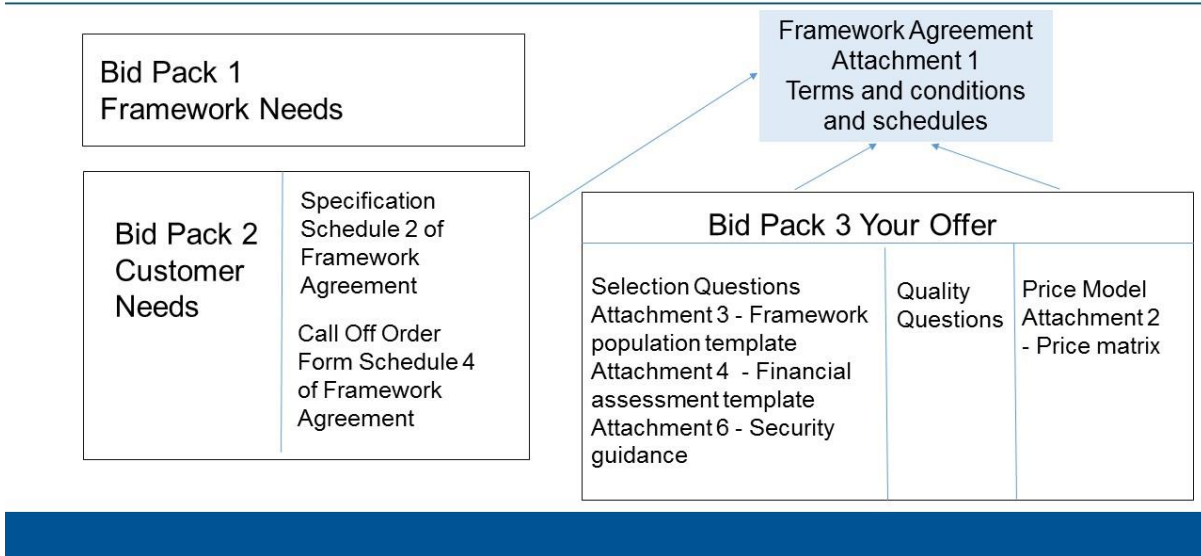 Bid Pack 1
Framework Needs
Framework Agreement
Attachment 1
Terms and conditions
and schedules
Bid Pack 2
Customer
Needs
Specification
Schedule 2 of
Framework
Agreement
Call Off Order
Form Schedule 4
of Framework
Agreement
Bid Pack 3 Your Offer
Selection Questions
Attachment 3 - Framework
population template
Attachment 4 - Financial
assessment template
Attachment 6 - Security
guidance
Quality
Questions
Price Model
Attachment 2
- Price matrix